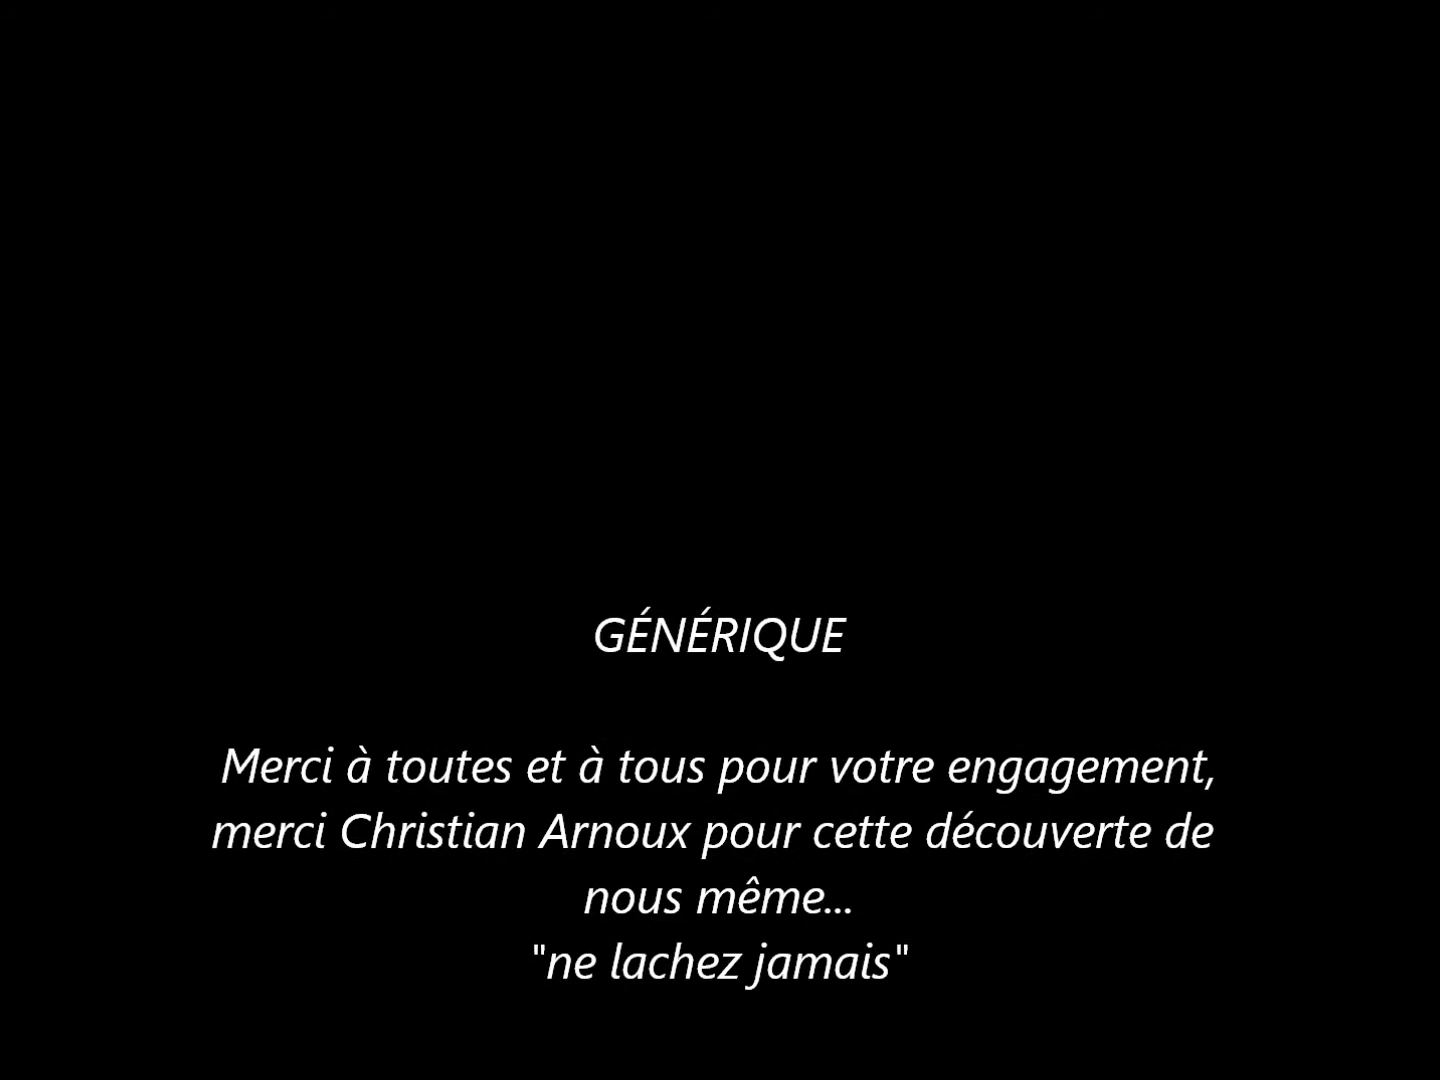 GÉNÉRIQUE
Merci à toutes et à tous pour votre engagement,
merci Christian Arnoux pour cette découverte de
nous même...
"ne lachez jamais"